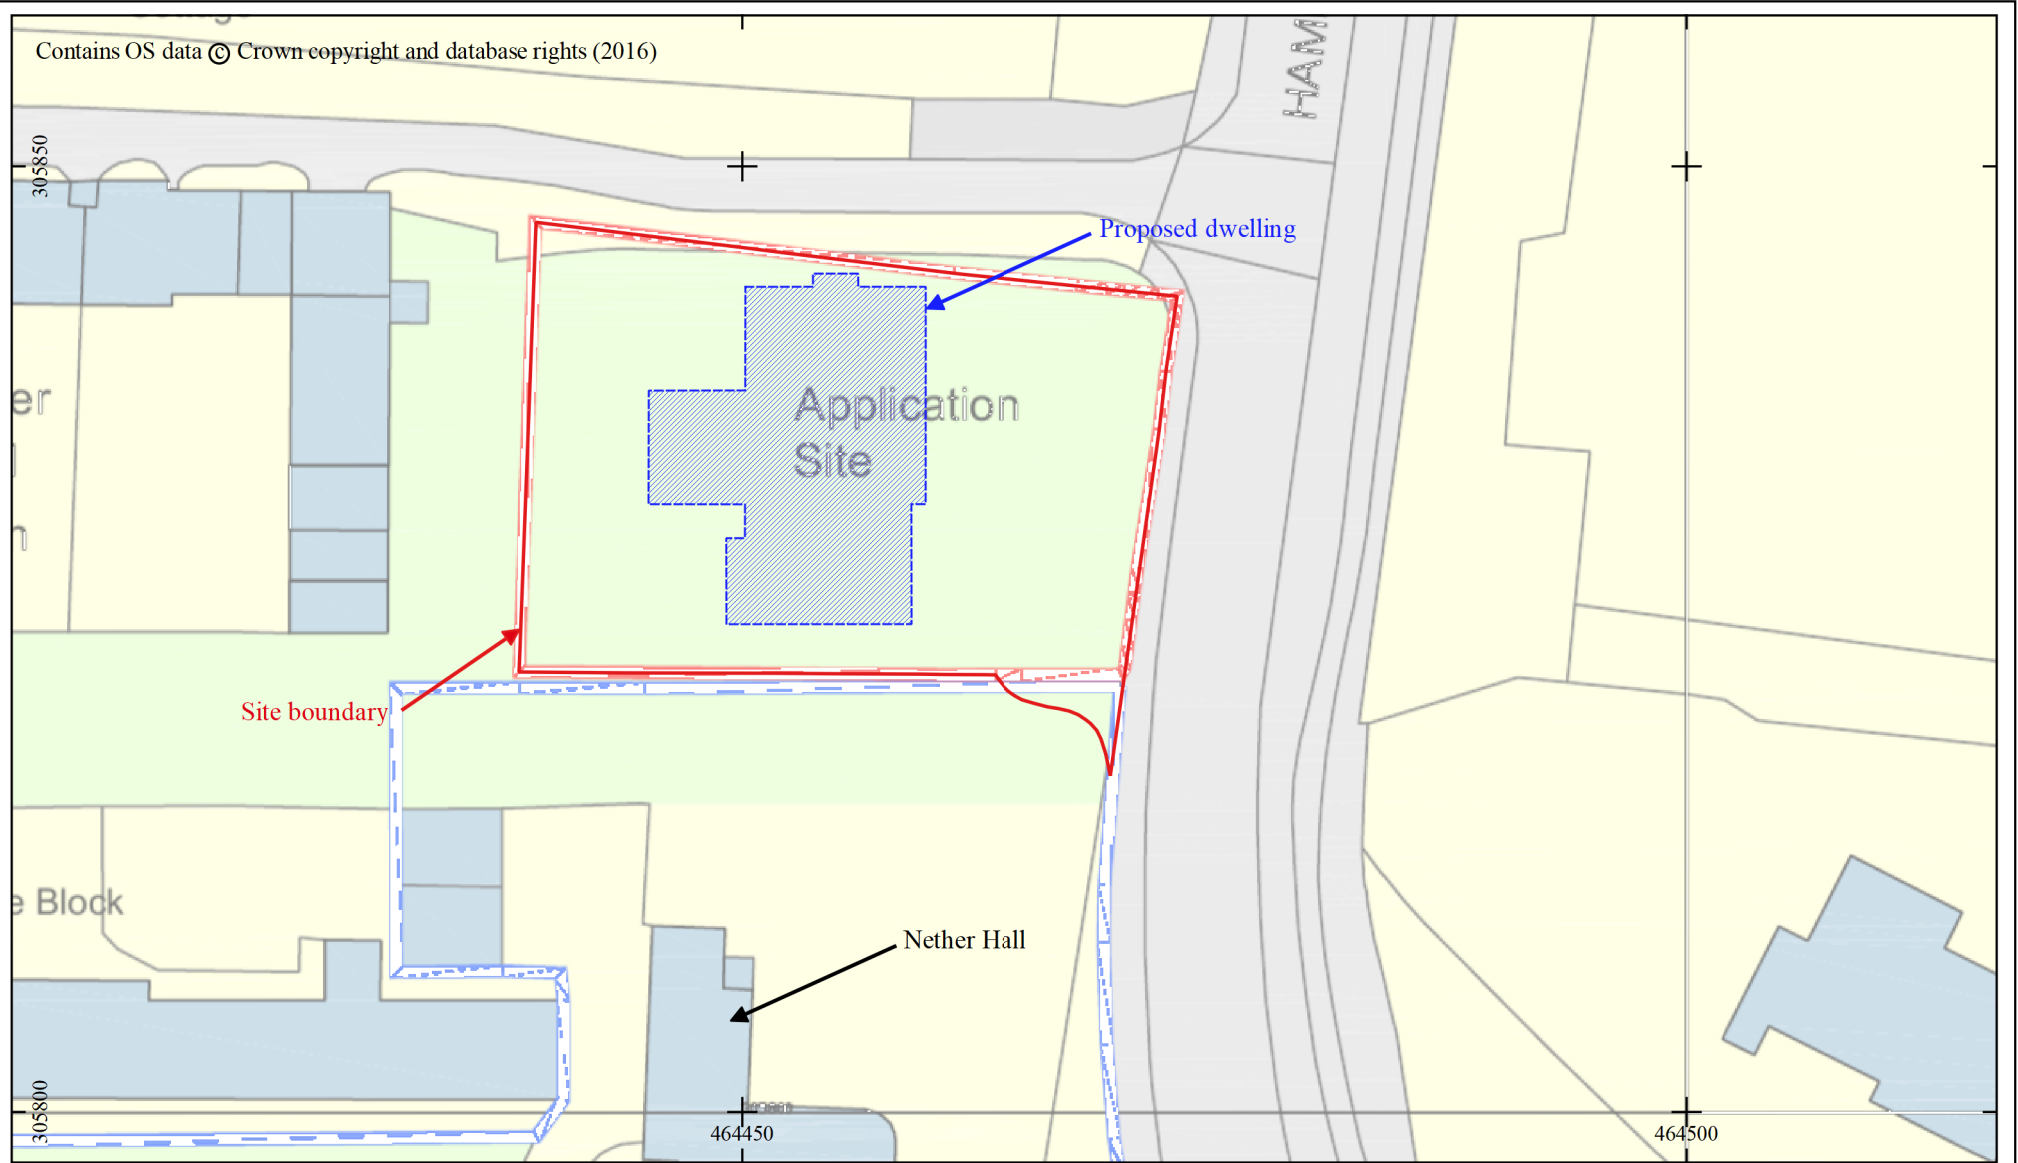 Contains OS data © Crown copyright and database rights (2016)
HAM
305850
Proposed dwelling
er
Application
Site
Site boundary
e Block
Nether Hall
305800
464450
464500